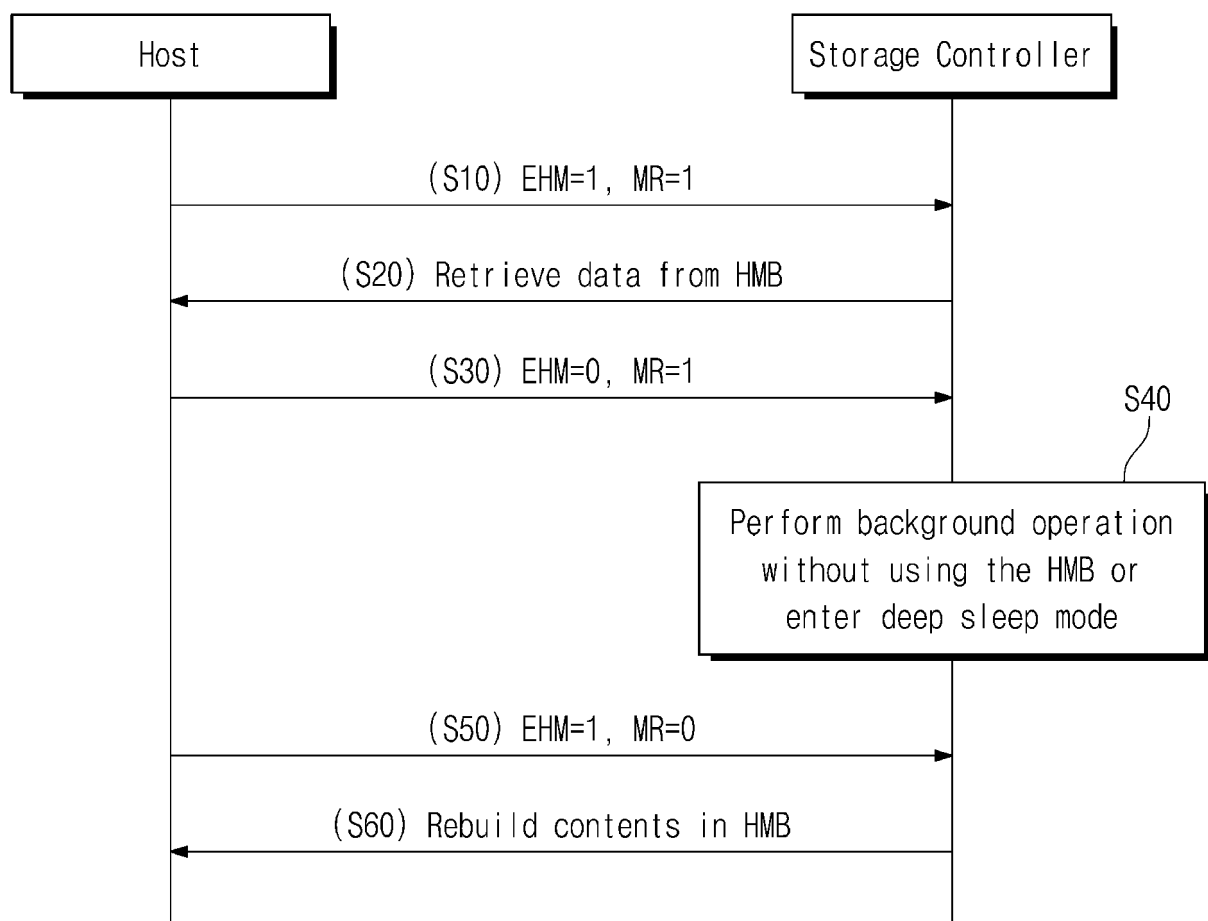 Host
Storage Controller
(S10) EHM=1, MR=1
(S20) Retrieve data from HMB
(S30) EHM=0, MR=1
S40
Perform background operation
without using the HMB or
enter deep sleep mode
(S50) EHM=1, MR=0
(S60) Rebuild contents in HMB